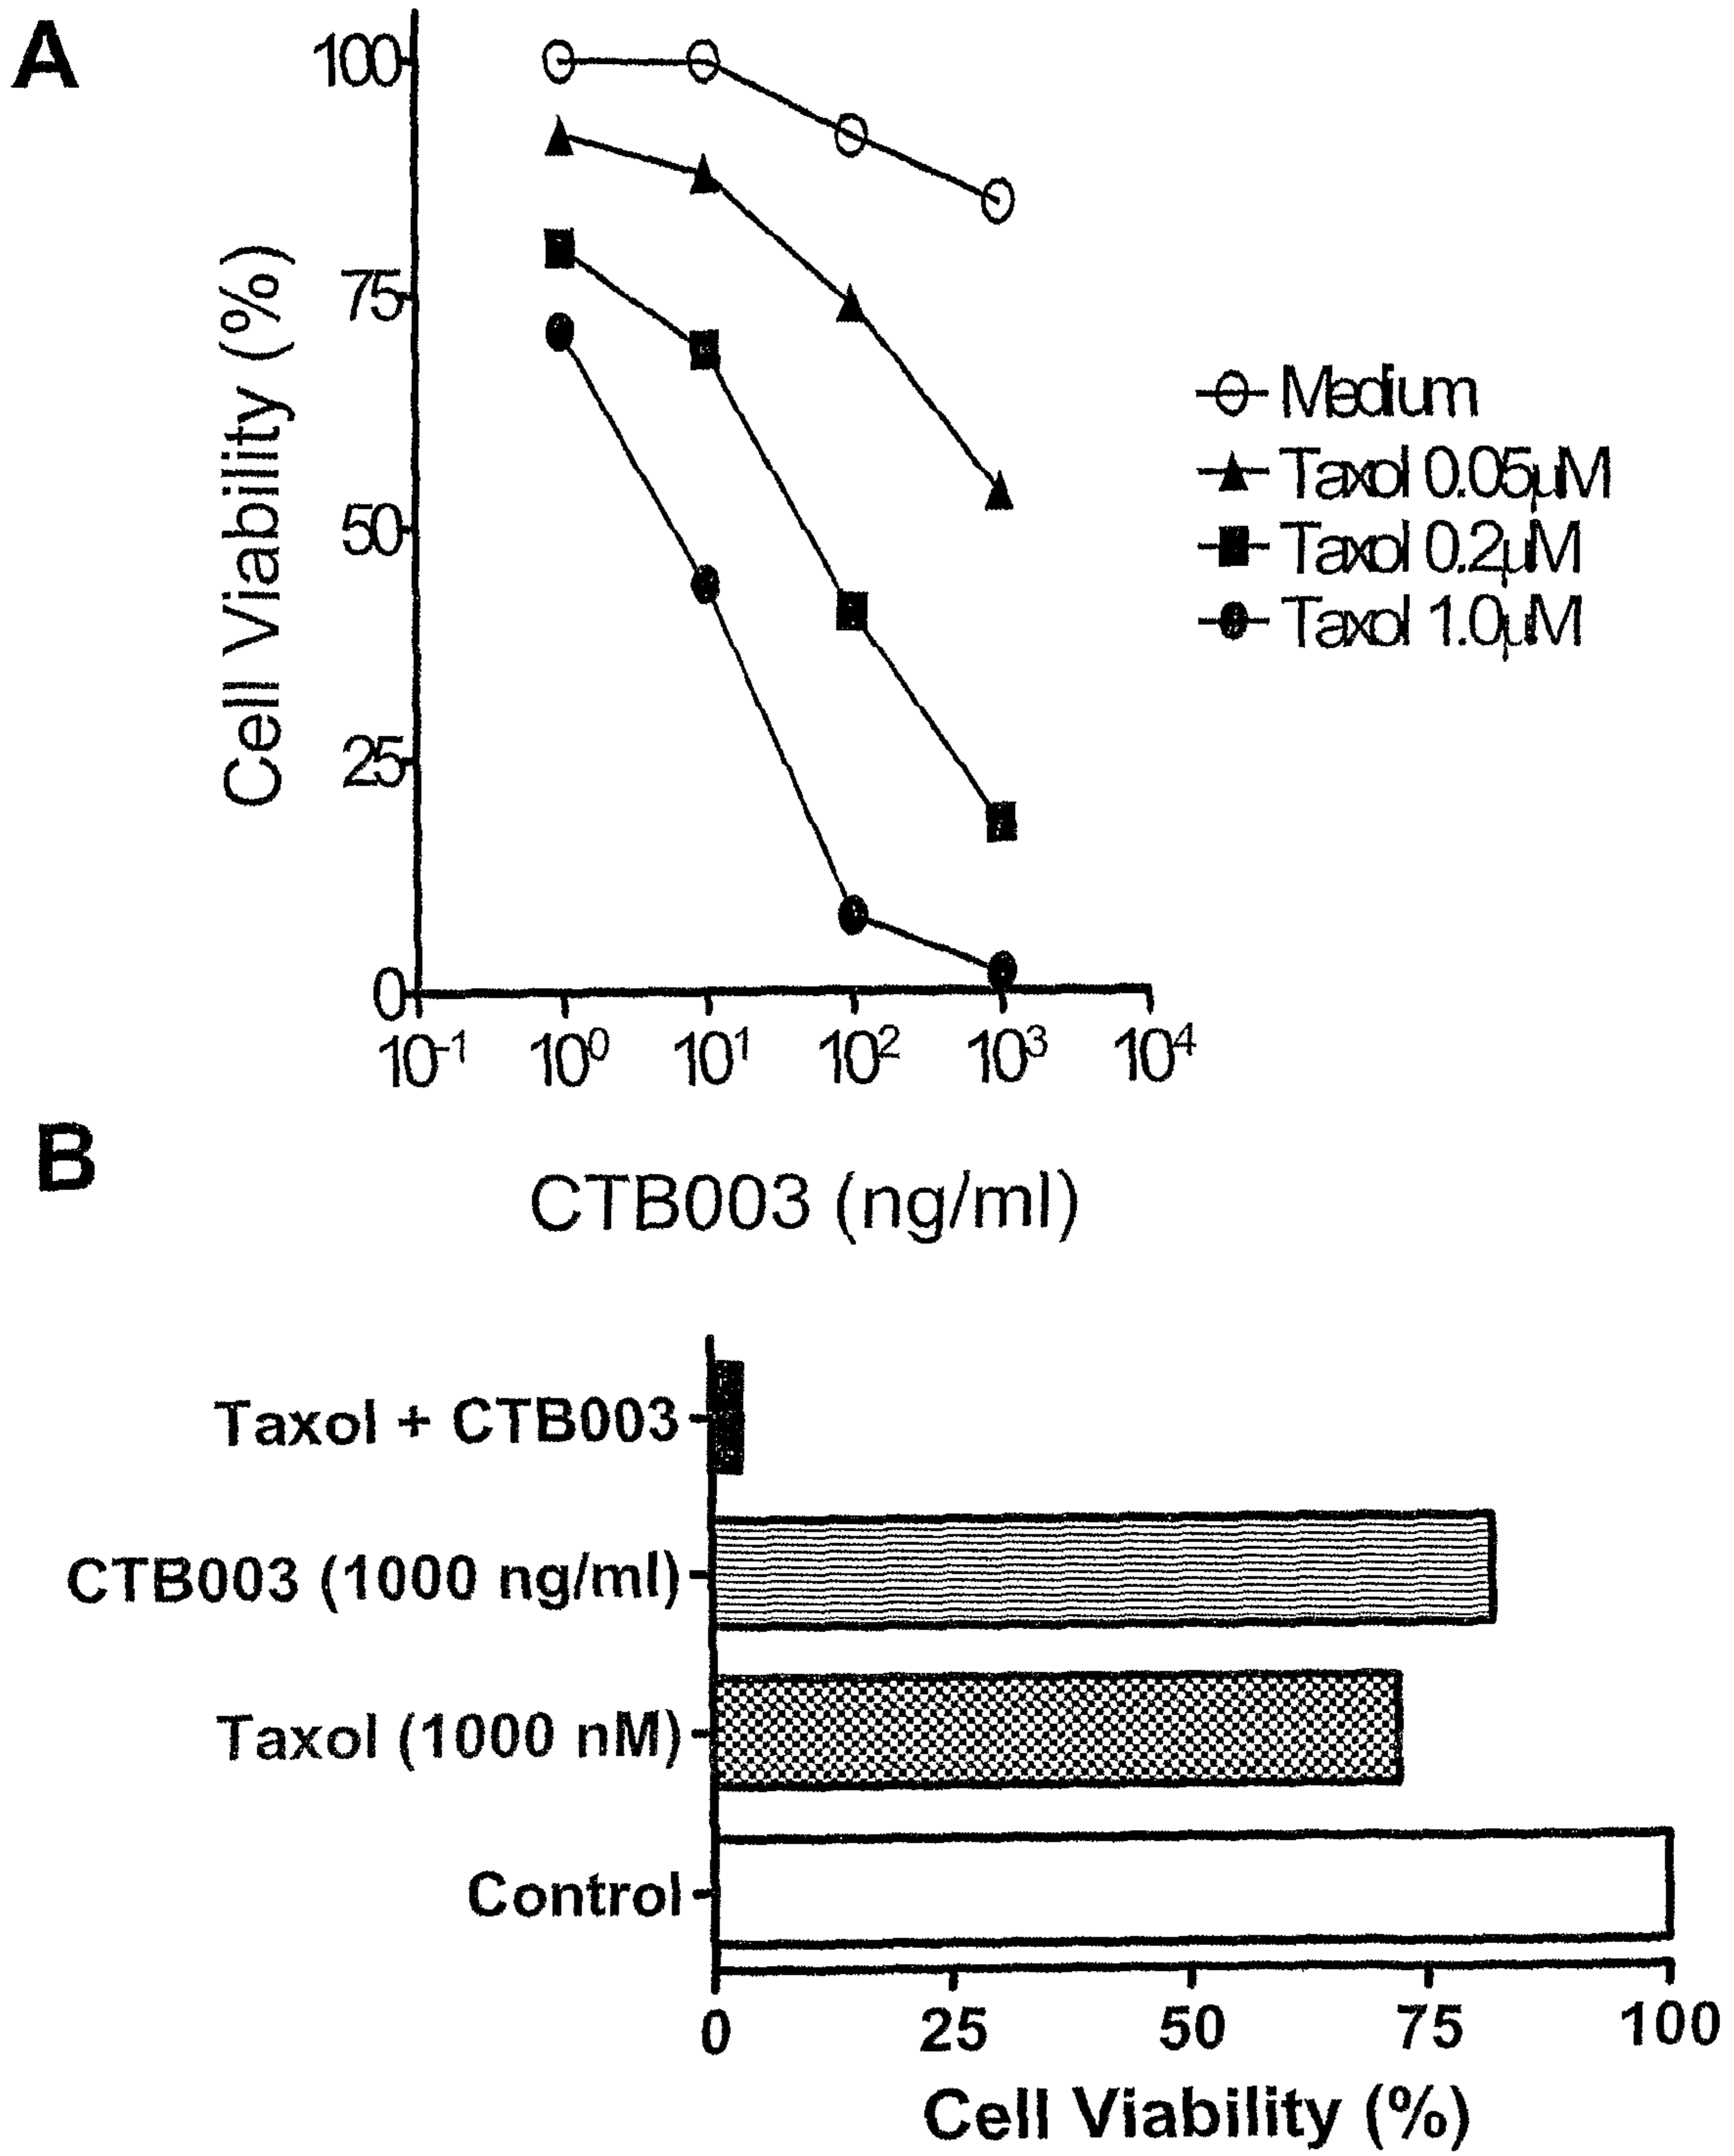 A
100
75
50
25
0
Cell Viability (%)
10-1 100 101 102 103 104
CTB003 (ng/ml)
Medium
Taxol 0.05µM
Taxol 0.2µM
Taxol 1.0µM
B
Taxol + CTB003
CTB003 (1000 ng/ml)
Taxol (1000 nM)
Control
0 25 50 75 100
Cell Viability (%)